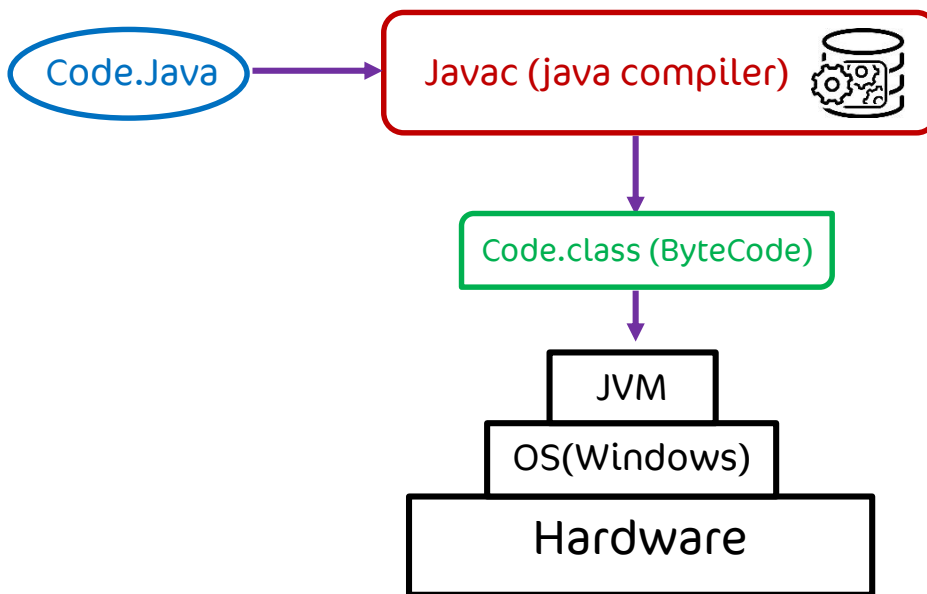 Code.Java
Javac (java compiler)
Code.class (ByteCode)
JVM
OS(Windows)
Hardware